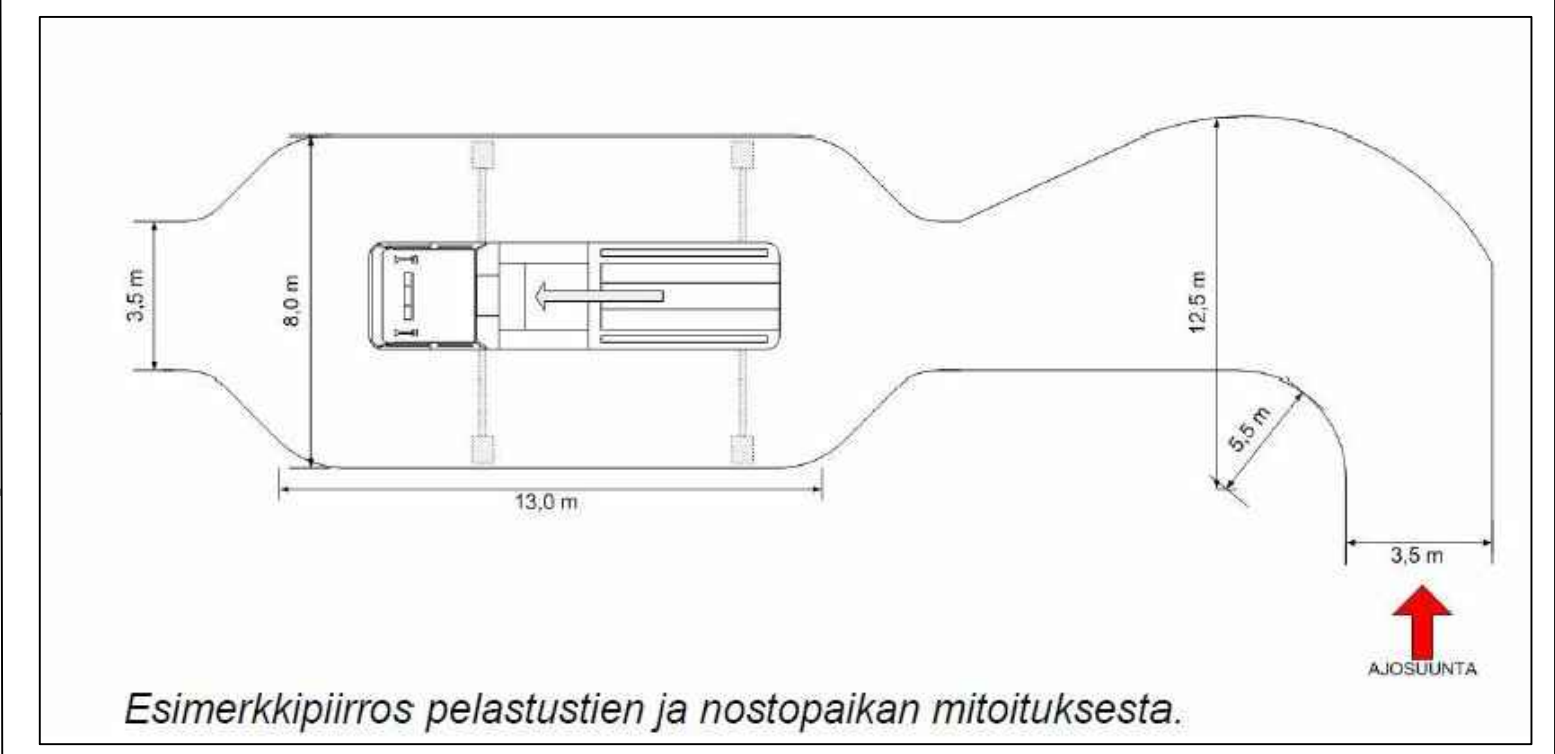 3,5 m
8,0 m
13,0 m
12,5 m
5,5 m
3,5 m
AJOSUUNTA
Esimerkkipiirros pelastustien ja nostopaikan mitoituksesta.